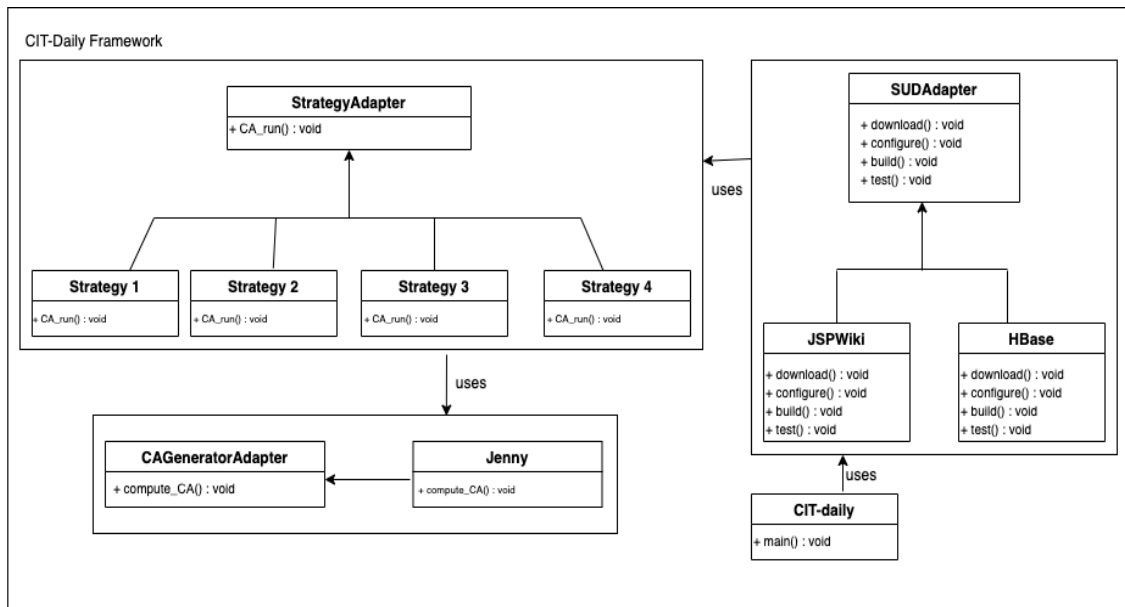 CIT-Daily Framework
StrategyAdapter
+ CA_run() : void
Strategy 1
+ CA_run() : void
Strategy 2
+ CA_run() : void
Strategy 3
+ CA_run() : void
Strategy 4
+ CA_run() : void
uses
SUDAdapter
+ download() : void
+ configure() : void
+ build() : void
+ test() : void
JSPWiki
+ download() : void
+ configure() : void
+ build() : void
+ test() : void
HBase
+ download() : void
+ configure() : void
+ build() : void
+ test() : void
uses
CAGeneratorAdapter
+ compute_CA() : void
Jenny
+ compute_CA() : void
uses
CIT-daily
+ main() : void